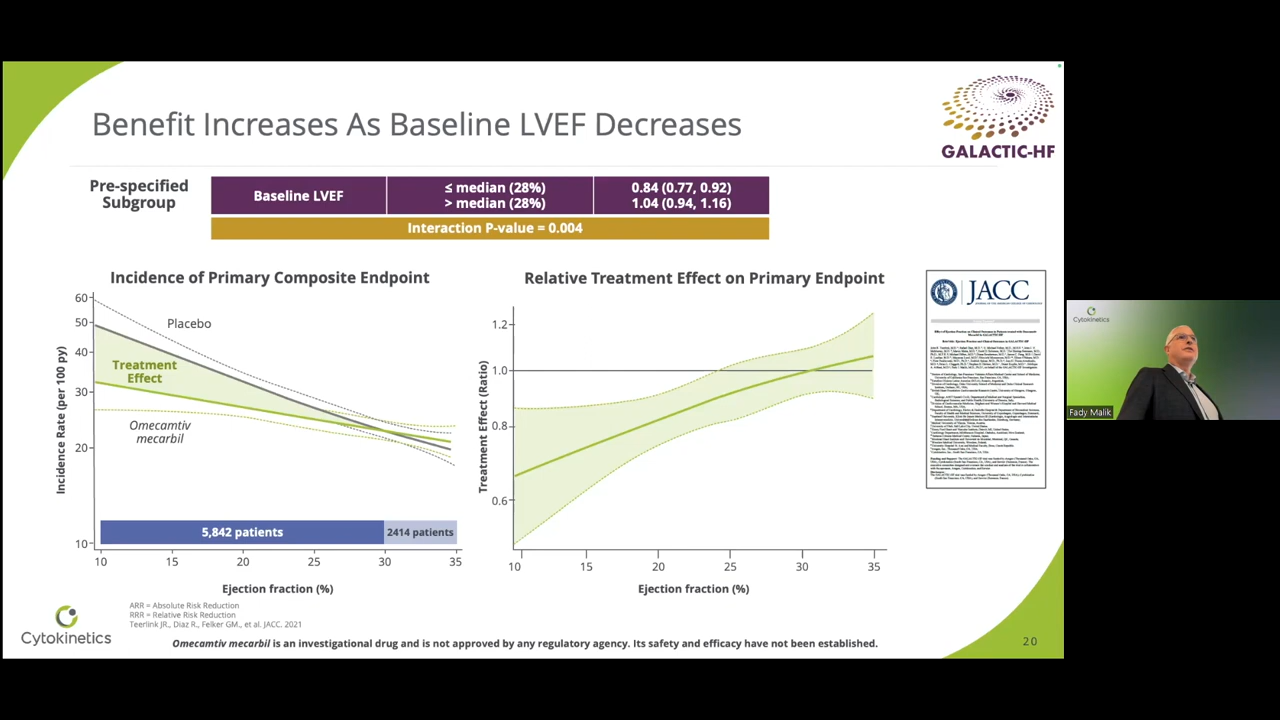 Benefit Increases As Baseline LVEF Decreases
GALACTIC-HF
Pre-specified
Subgroup
Baseline LVEF
≤ median (28%)
> median (28%)
0.84 (0.77, 0.92)
1.04 (0.94, 1.16)
Interaction P-value = 0.004
Incidence of Primary Composite Endpoint
Incidence Rate (per 100 py)
60
50
40
30
20
10
Placebo
Treatment
Effect
Omecamtiv
mecarbil
5,842 patients
2414 patients
10 15 20 25 30 35
Ejection fraction (%)
Relative Treatment Effect on Primary Endpoint
Treatment Effect (Ratio)
1.2
1.0
0.8
0.6
10 15 20 25 30 35
Ejection fraction (%)
JACC
Cytokinetics
Fady Malik
ARR = Absolute Risk Reduction
RRR = Relative Risk Reduction
Teerlink JR., Diaz R., Felker GM., et al. JACC. 2021
Cytokinetics
Omecamtiv mecarbil is an investigational drug and is not approved by any regulatory agency. Its safety and efficacy have not been established.
20